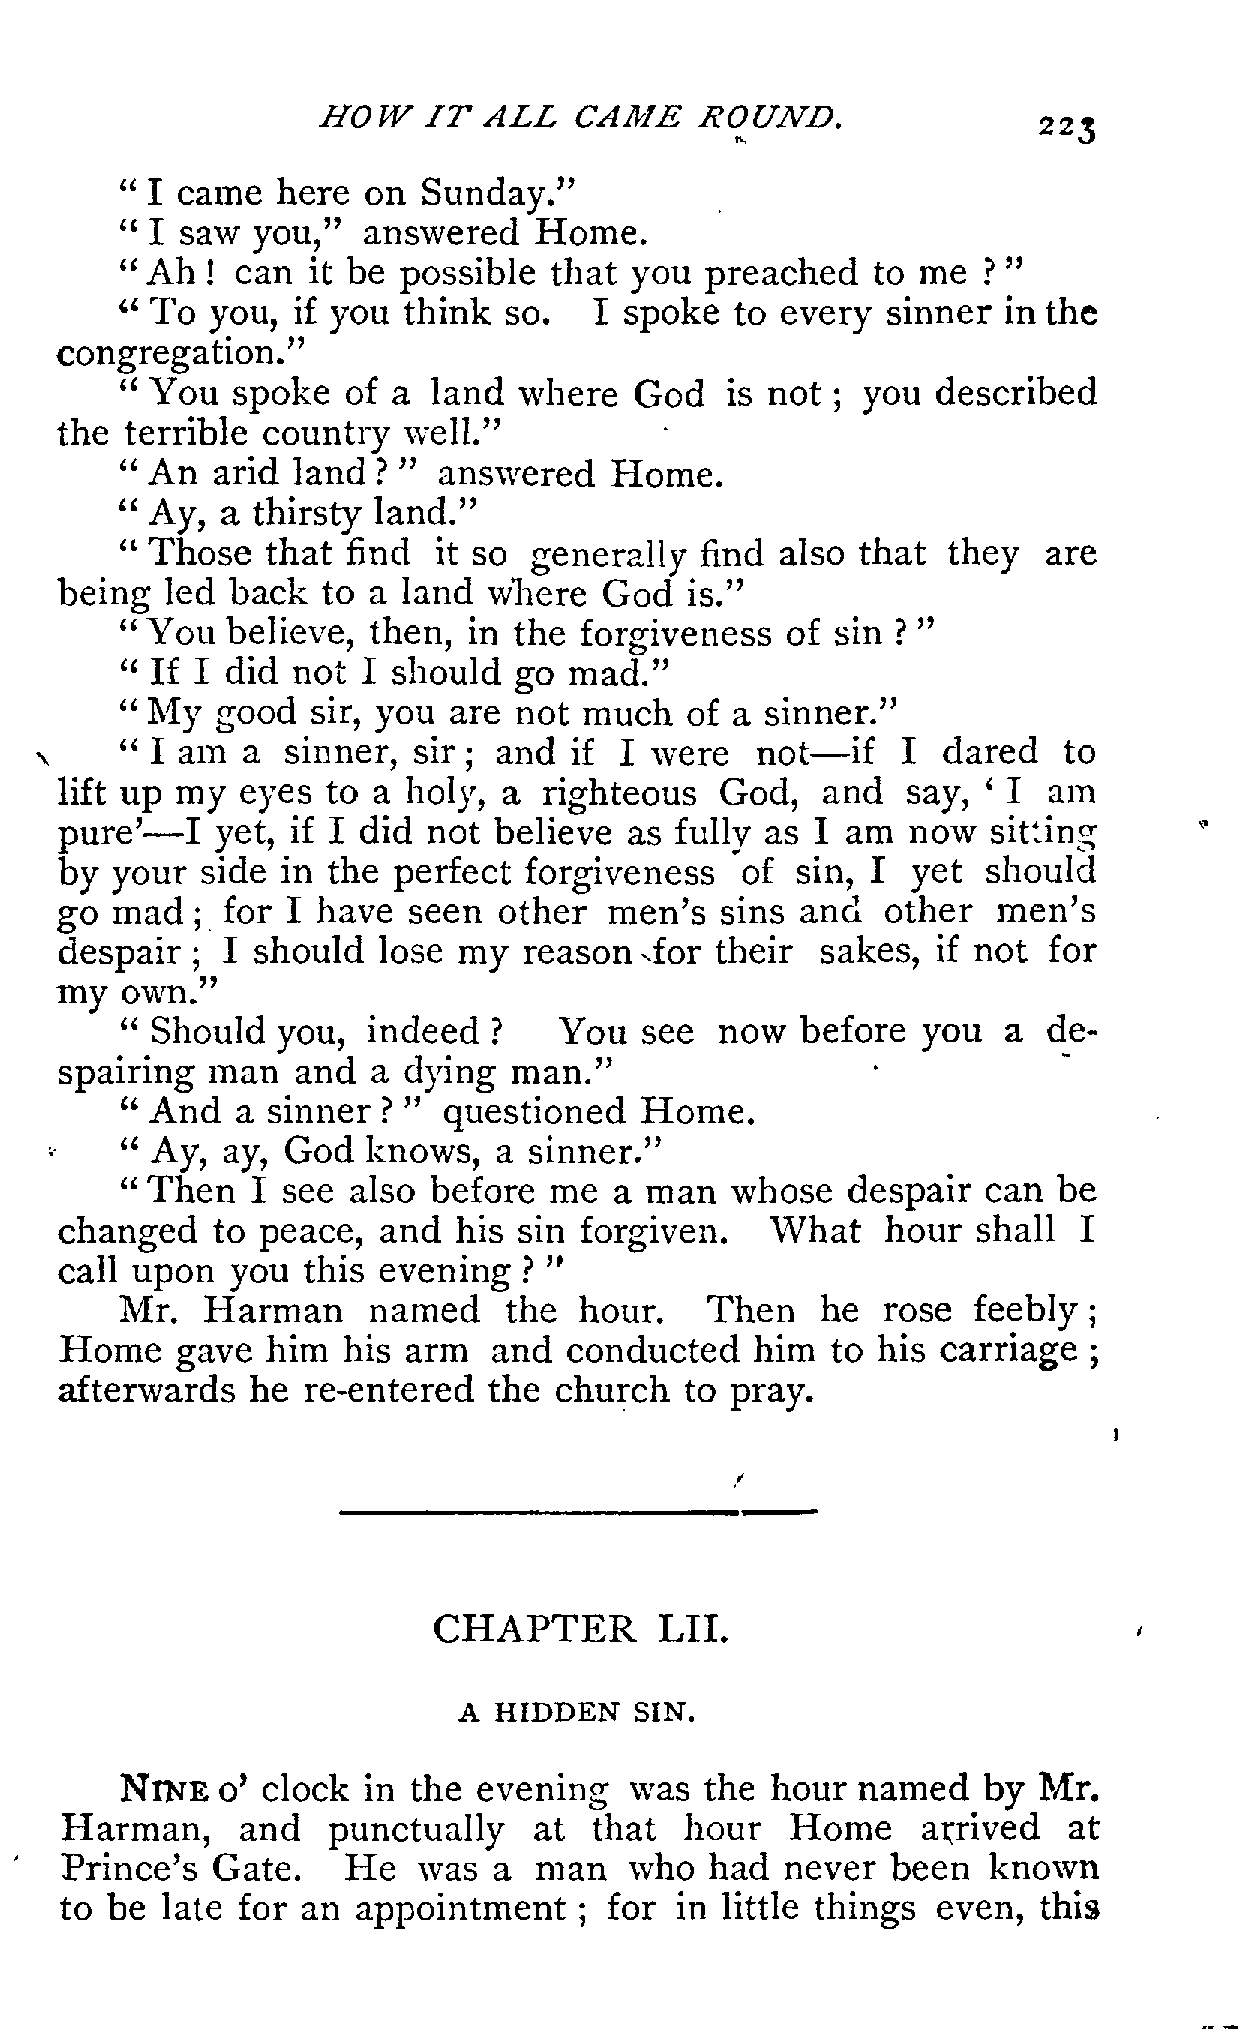 HOW IT ALL CAME ROUND. 223
“ I came here on Sunday.”
“ I saw you,” answered Home.
“ Ah ! can it be possible that you preached to me ? ”
“ To you, if you think so. I spoke to every sinner in the
congregation.”
“ You spoke of a land where God is not ; you described
the terrible country well.”
“ An arid land ? ” answered Home.
“ Ay, a thirsty land.”
“ Those that find it so generally find also that they are
being led back to a land where God is.”
“ You believe, then, in the forgiveness of sin ? ”
“ If I did not I should go mad.”
“ My good sir, you are not much of a sinner.”
“ I am a sinner, sir ; and if I were not—if I dared to
lift up my eyes to a holy, a righteous God, and say, ‘ I am
pure’—I yet, if I did not believe as fully as I am now sitting
by your side in the perfect forgiveness of sin, I yet should
go mad ; for I have seen other men’s sins and other men’s
despair ; I should lose my reason for their sakes, if not for
my own.”
“ Should you, indeed ? You see now before you a de-
spairing man and a dying man.”
“ And a sinner ? ” questioned Home.
“ Ay, ay, God knows, a sinner.”
“ Then I see also before me a man whose despair can be
changed to peace, and his sin forgiven. What hour shall I
call upon you this evening ? ”
Mr. Harman named the hour. Then he rose feebly ;
Home gave him his arm and conducted him to his carriage ;
afterwards he re-entered the church to pray.
CHAPTER LII.
A HIDDEN SIN.
NINE o’ clock in the evening was the hour named by Mr.
Harman, and punctually at that hour Home arrived at
Prince’s Gate. He was a man who had never been known
to be late for an appointment ; for in little things even, this